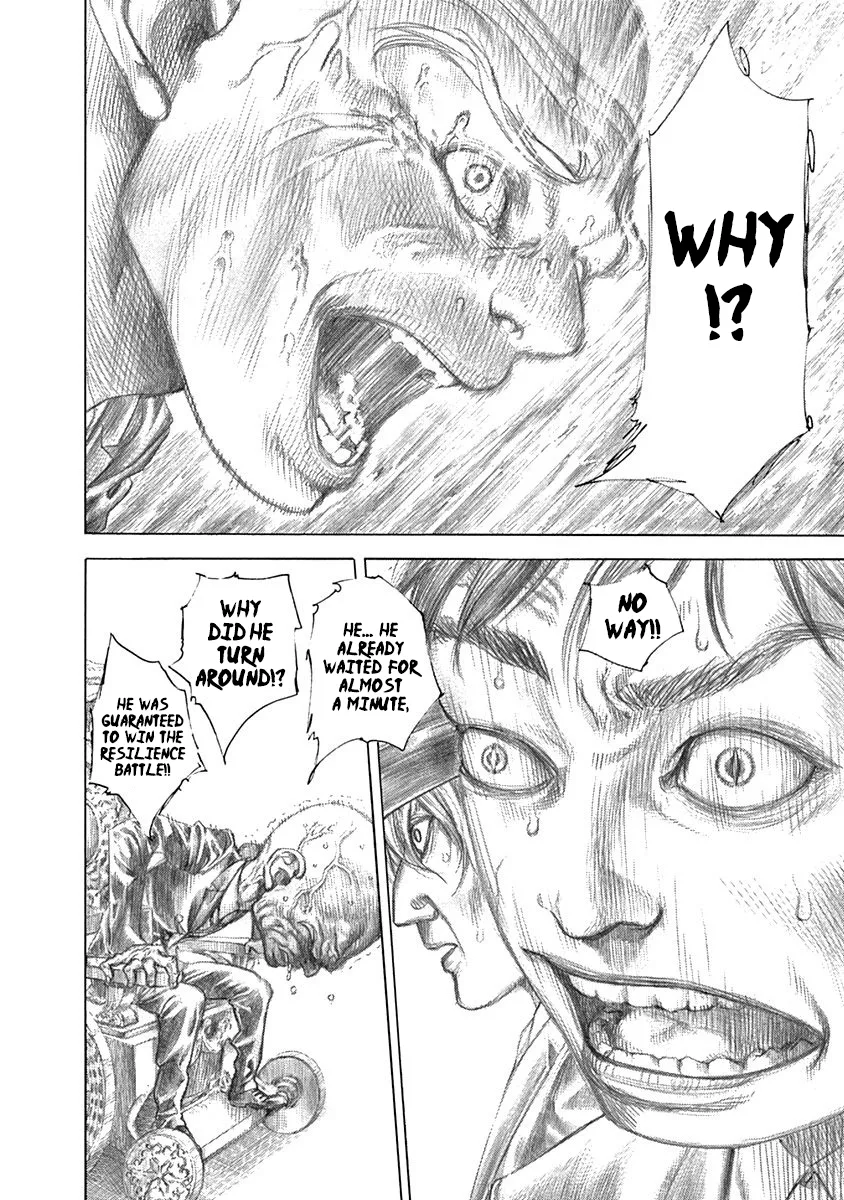 WHY
!?
NO
WAY!!
HE... HE
ALREADY
WAITED FOR
ALMOST
A MINUTE,
WHY
DID HE
TURN
AROUND!?
HE WAS
GUARANTEED
TO WIN THE
RESILIENCE
BATTLE!!